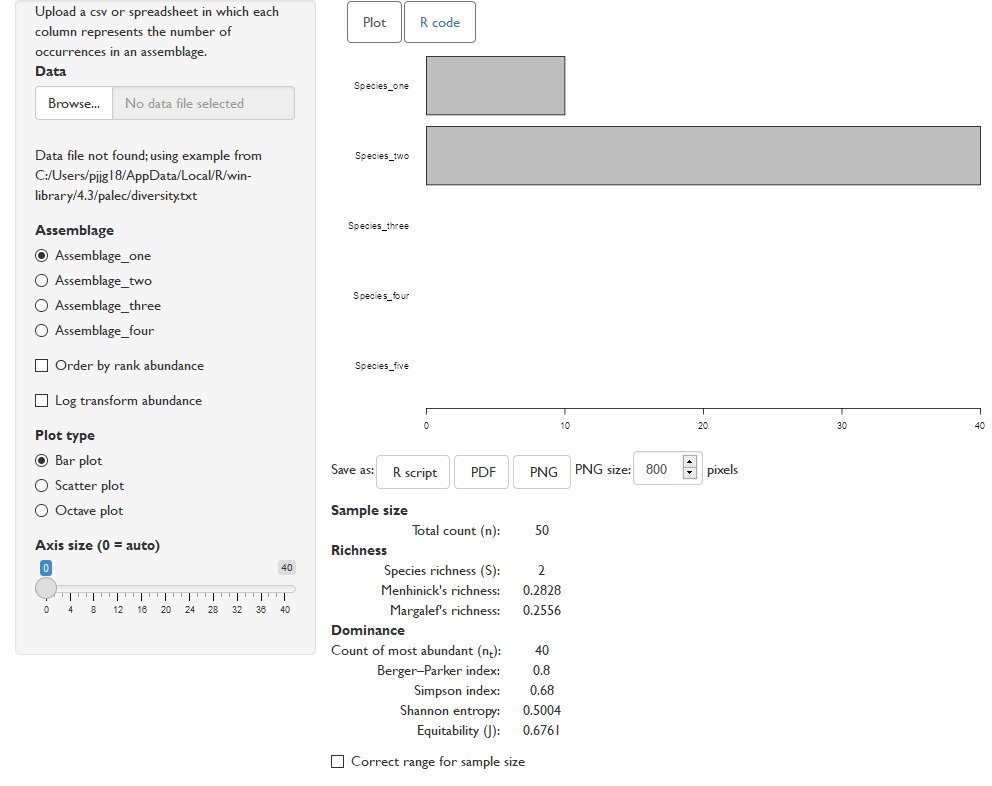 Upload a csv or spreadsheet in which each
column represents the number of
occurrences in an assemblage.
Data
Browse... No data file selected
Data file not found; using example from
C:/Users/pjjg18/AppData/Local/R/win-
library/4.3/palec/diversity.txt
Assemblage
Assemblage_one
Assemblage_two
Assemblage_three
Assemblage_four
Order by rank abundance
Log transform abundance
Plot type
Bar plot
Scatter plot
Octave plot
Axis size (0 = auto)
0 40
0 4 8 12 16 20 24 28 32 36 40
Plot R code
Species_one
Species_two
Species_three
Species_four
Species_five
0 10 20 30 40
Save as: R script PDF PNG PNG size: 800 pixels
Sample size
Total count (n): 50
Richness
Species richness (S): 2
Menhinick's richness: 0.2828
Margalef's richness: 0.2556
Dominance
Count of most abundant (nt): 40
Berger–Parker index: 0.8
Simpson index: 0.68
Shannon entropy: 0.5004
Equitability (J): 0.6761
Correct range for sample size